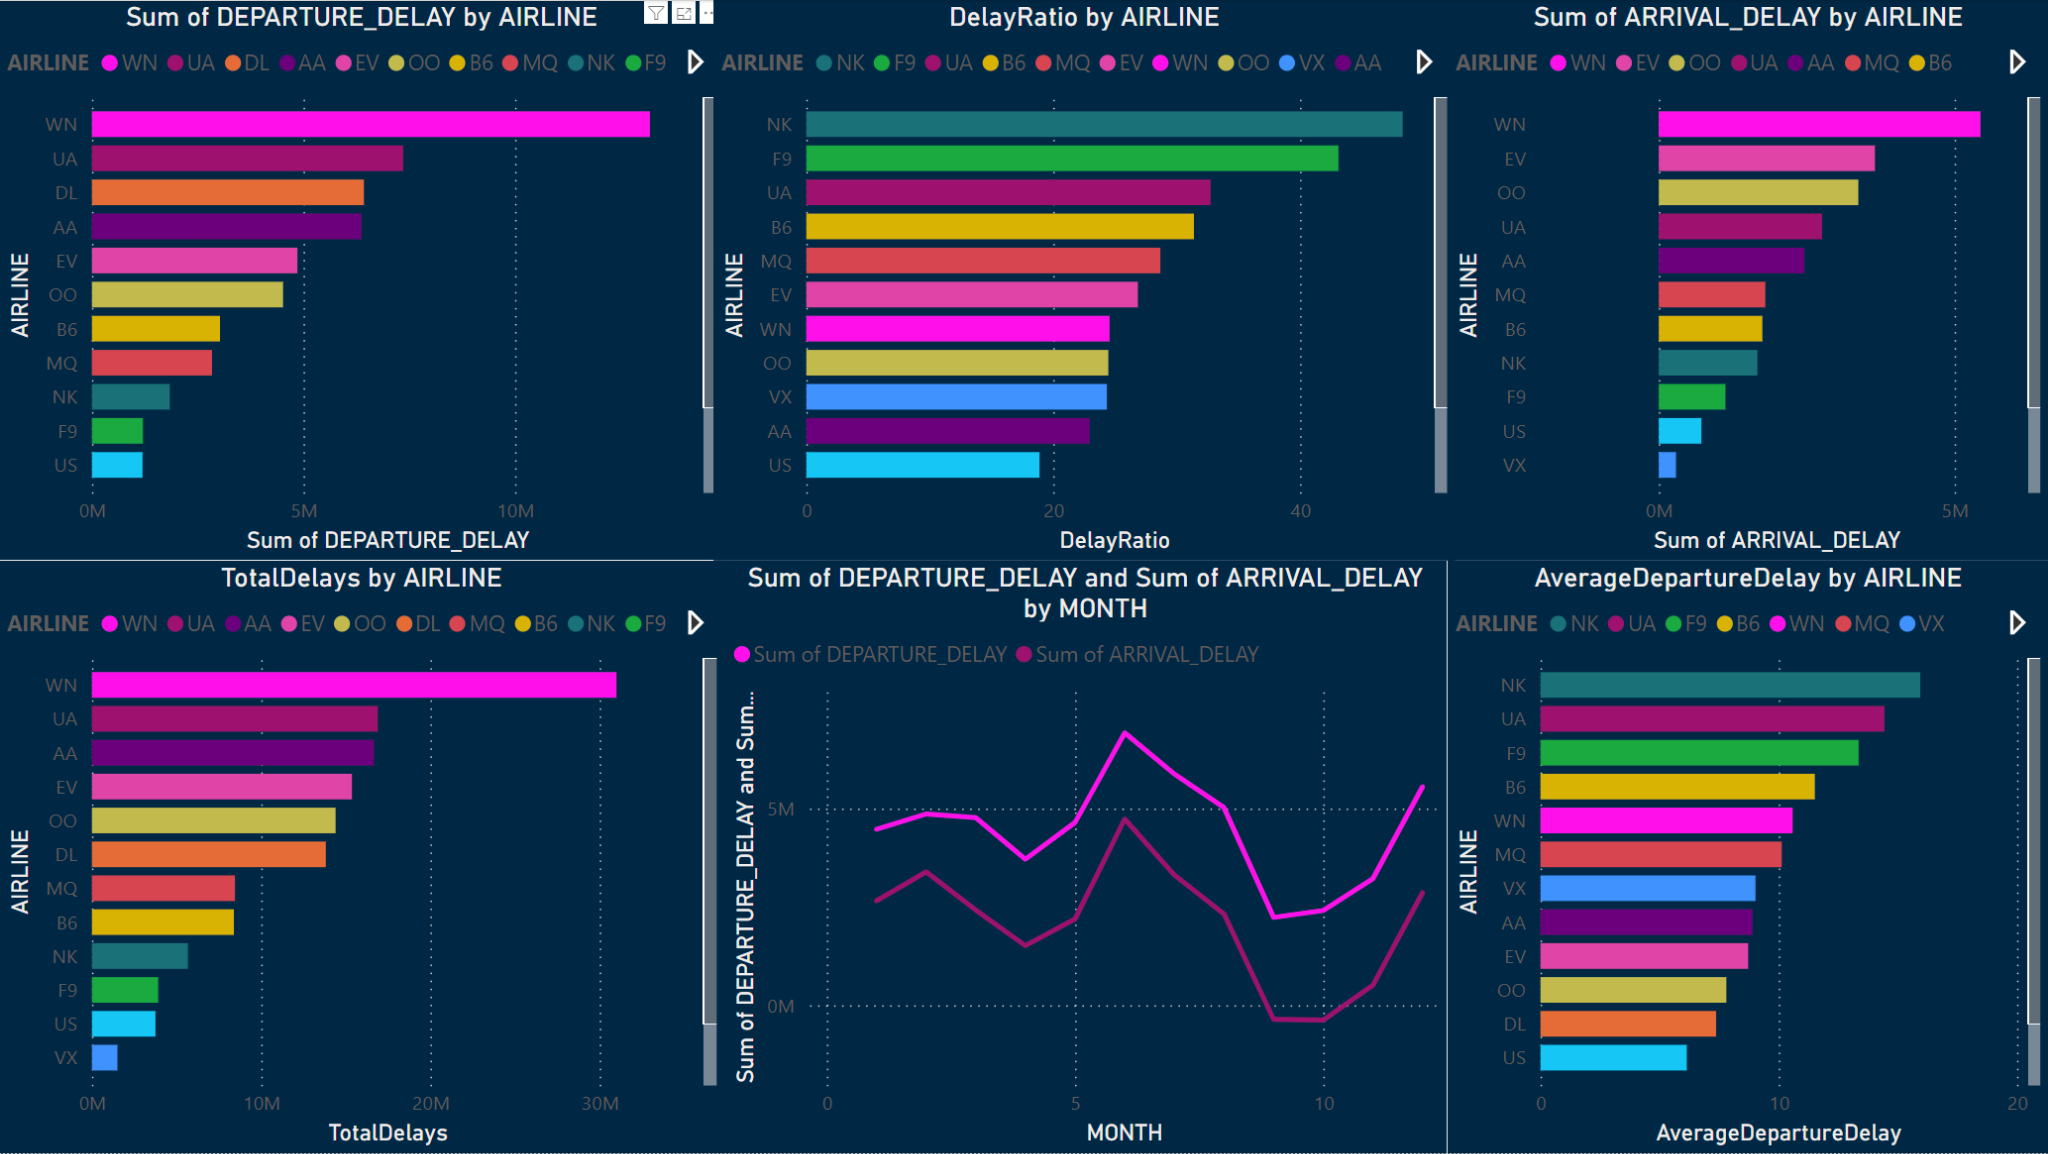 Sum of DEPARTURE_DELAY by AIRLINE
AIRLINE WN UA DL AA EV OO B6 MQ NK F9
WN
UA
DL
AA
EV
OO
B6
MQ
NK
F9
US
AIRLINE
0M 5M 10M
Sum of DEPARTURE_DELAY
DelayRatio by AIRLINE
AIRLINE NK F9 UA B6 MQ EV WN OO VX AA
NK
F9
UA
B6
MQ
EV
WN
OO
VX
AA
US
AIRLINE
0 20 40
DelayRatio
Sum of ARRIVAL_DELAY by AIRLINE
AIRLINE WN EV OO UA AA MQ B6
WN
EV
OO
UA
AA
MQ
B6
NK
F9
US
VX
AIRLINE
0M 5M
Sum of ARRIVAL_DELAY
TotalDelays by AIRLINE
AIRLINE WN UA AA EV OO DL MQ B6 NK F9
WN
UA
AA
EV
OO
DL
MQ
B6
NK
F9
US
VX
AIRLINE
0M 10M 20M 30M
TotalDelays
Sum of DEPARTURE_DELAY and Sum of ARRIVAL_DELAY
by MONTH
Sum of DEPARTURE_DELAY Sum of ARRIVAL_DELAY
Sum of DEPARTURE_DELAY and Sum...
5M
0M
0 5 10
MONTH
AverageDepartureDelay by AIRLINE
AIRLINE NK UA F9 B6 WN MQ VX
NK
UA
F9
B6
WN
MQ
VX
AA
EV
OO
DL
US
AIRLINE
0 10 20
AverageDepartureDelay